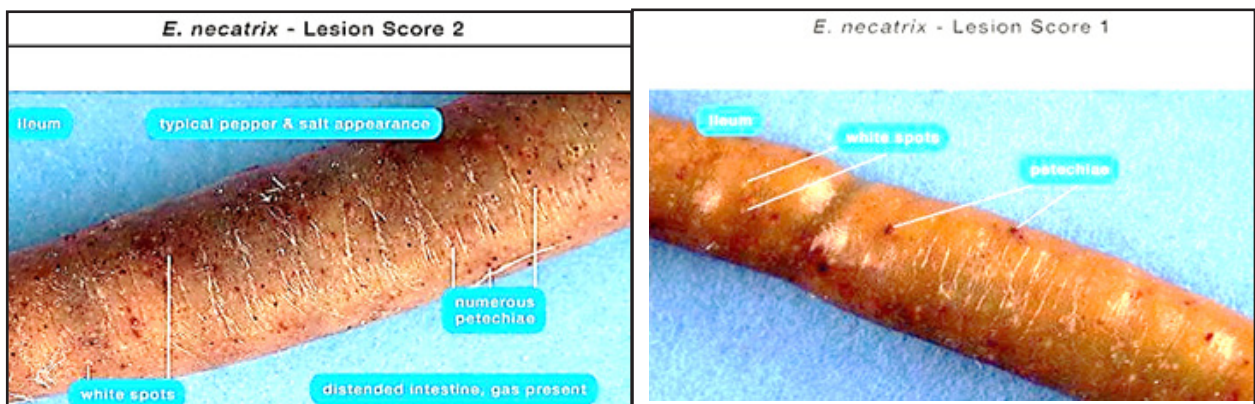 E. necatrix - Lesion Score 2
ileum
typical pepper & salt appearance
numerous
petechiae
white spots
distended intestine, gas present
E. necatrix - Lesion Score 1
ileum
white spots
petechiae